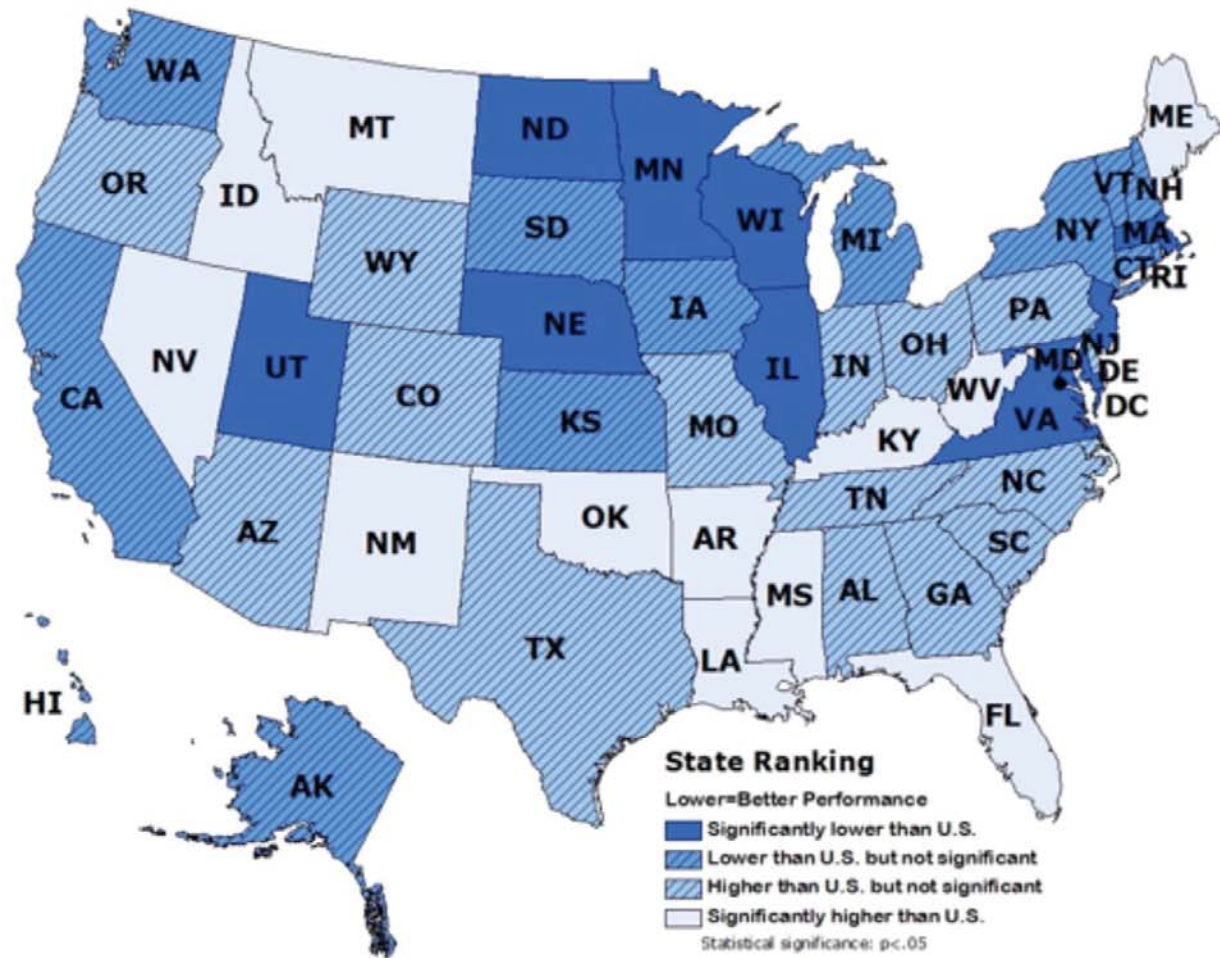 WA
MT
ND
MN
ME
OR
ID
WY
SD
WI
MI
VT
NH
NY
MA
CT
RI
IA
NE
PA
NV
UT
CO
KS
MO
IL
IN
OH
NJ
MD
DE
DC
WV
VA
KY
CA
AZ
NM
OK
AR
TN
NC
SC
MS
AL
GA
TX
LA
FL
HI
AK
State Ranking
Lower=Better Performance
Significantly lower than U.S.
Lower than U.S. but not significant
Higher than U.S. but not significant
Significantly higher than U.S.
Statistical significance: p<.05